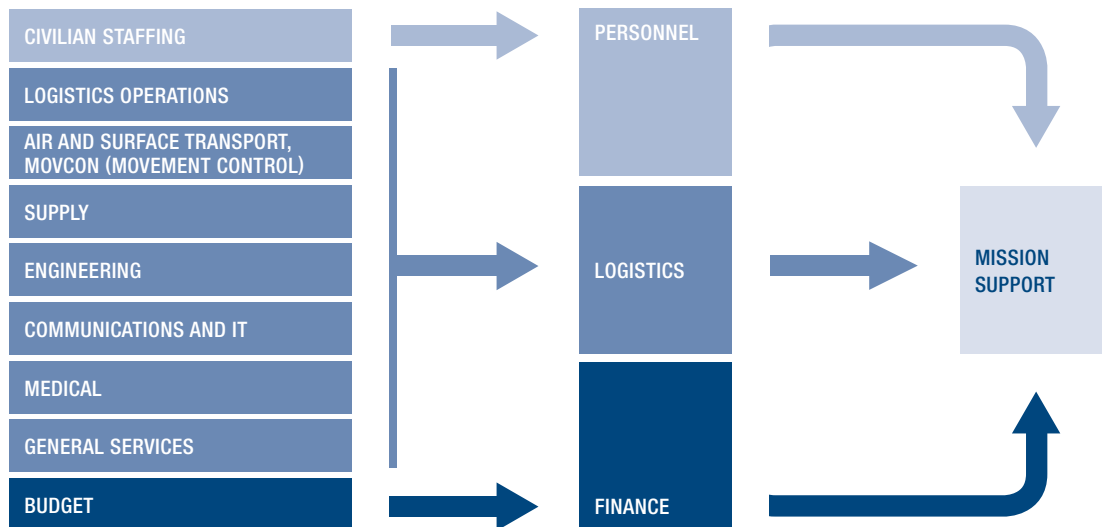 CIVILIAN STAFFING
LOGISTICS OPERATIONS
AIR AND SURFACE TRANSPORT,
MOVCON (MOVEMENT CONTROL)
SUPPLY
ENGINEERING
COMMUNICATIONS AND IT
MEDICAL
GENERAL SERVICES
BUDGET
PERSONNEL
LOGISTICS
FINANCE
MISSION
SUPPORT